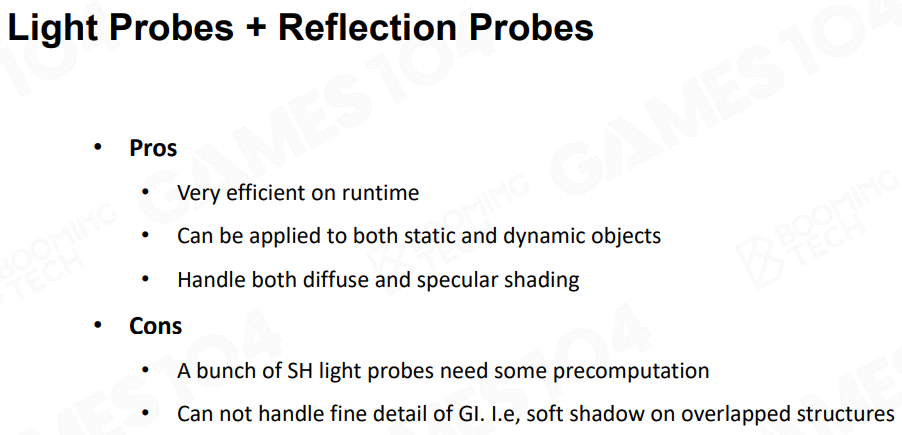 Light Probes + Reflection Probes
• Pros
• Very efficient on runtime
• Can be applied to both static and dynamic objects
• Handle both diffuse and specular shading
• Cons
• A bunch of SH light probes need some precomputation
• Can not handle fine detail of GI. I.e, soft shadow on overlapped structures
GAMES104
BOOMING
TECH